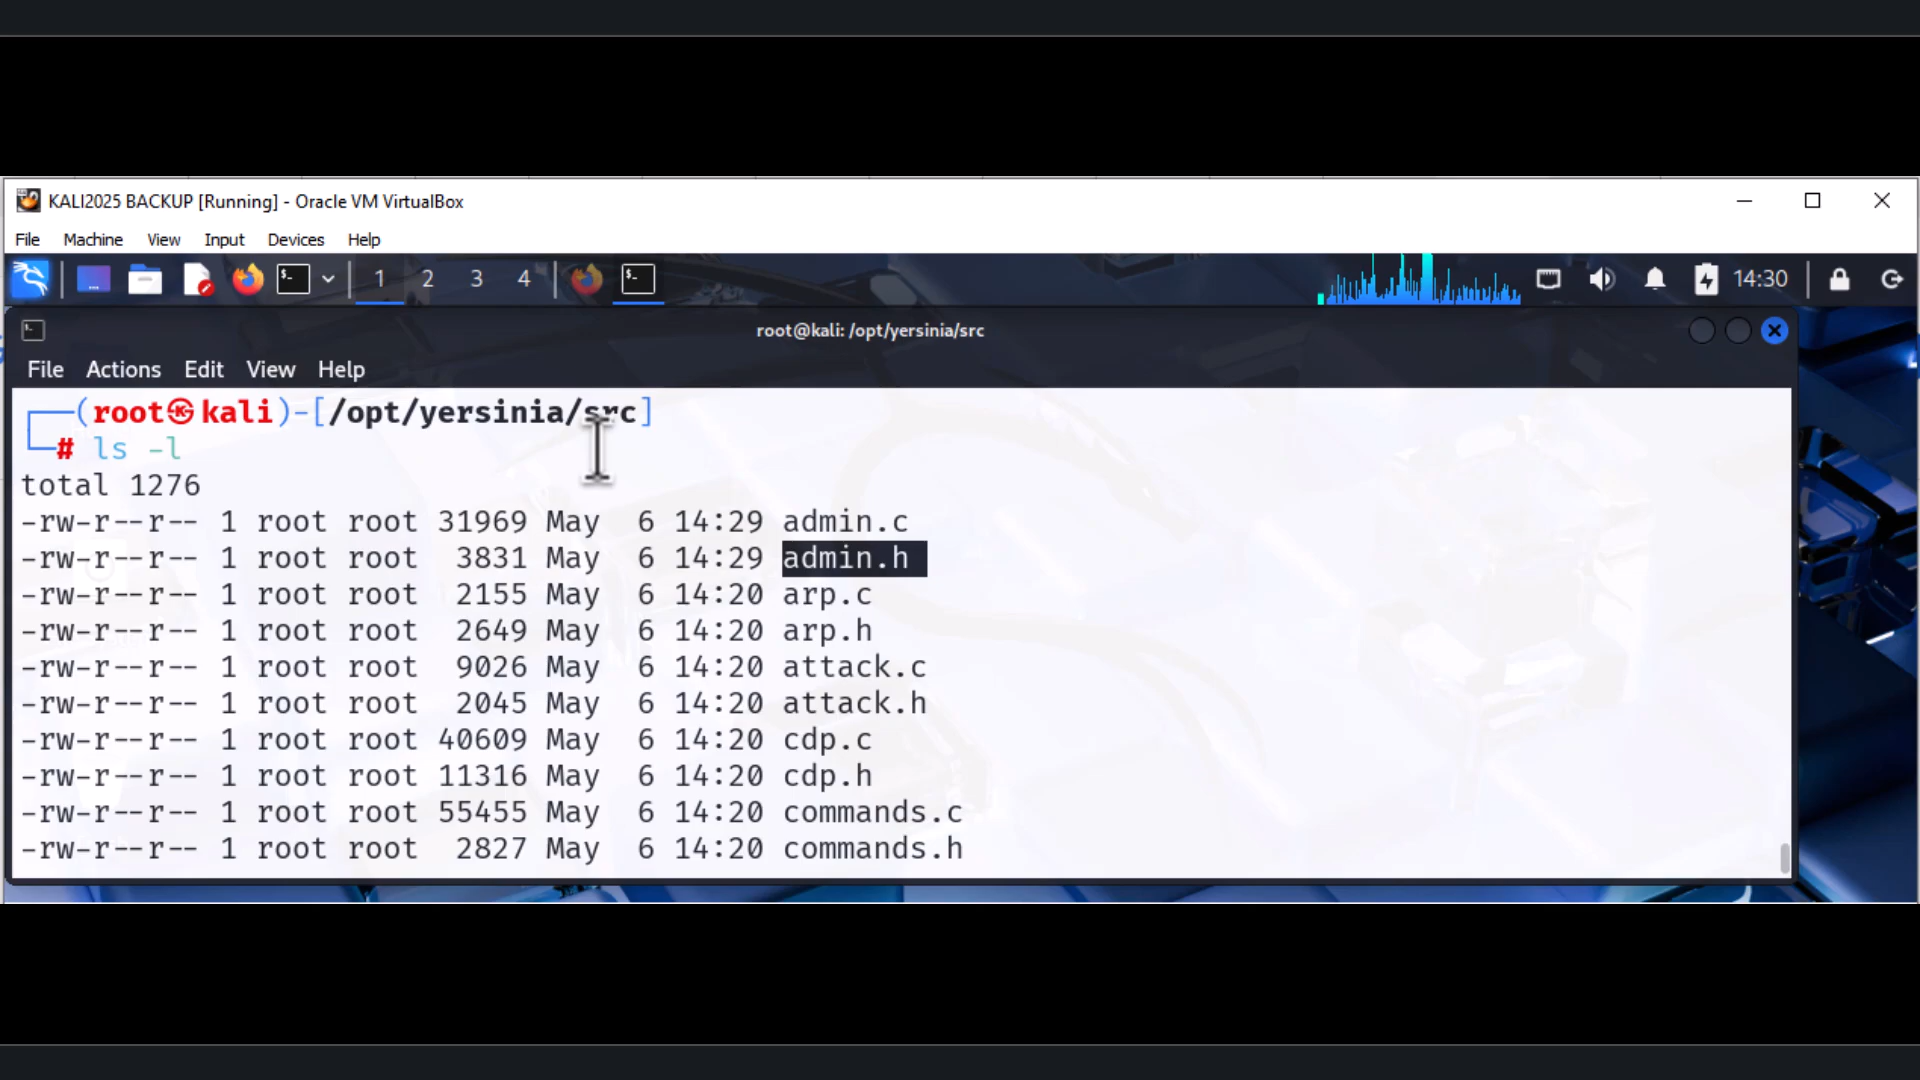 KALI2025 BACKUP [Running] - Oracle VM VirtualBox
File Machine View Input Devices Help
1 2 3 4 14:30
root@kali: /opt/yersinia/src
File Actions Edit View Help
(root㉿kali)-[/opt/yersinia/src]
# ls -l
total 1276
-rw-r--r-- 1 root root 31969 May  6 14:29 admin.c
-rw-r--r-- 1 root root  3831 May  6 14:29 admin.h
-rw-r--r-- 1 root root  2155 May  6 14:20 arp.c
-rw-r--r-- 1 root root  2649 May  6 14:20 arp.h
-rw-r--r-- 1 root root  9026 May  6 14:20 attack.c
-rw-r--r-- 1 root root  2045 May  6 14:20 attack.h
-rw-r--r-- 1 root root 40609 May  6 14:20 cdp.c
-rw-r--r-- 1 root root 11316 May  6 14:20 cdp.h
-rw-r--r-- 1 root root 55455 May  6 14:20 commands.c
-rw-r--r-- 1 root root  2827 May  6 14:20 commands.h